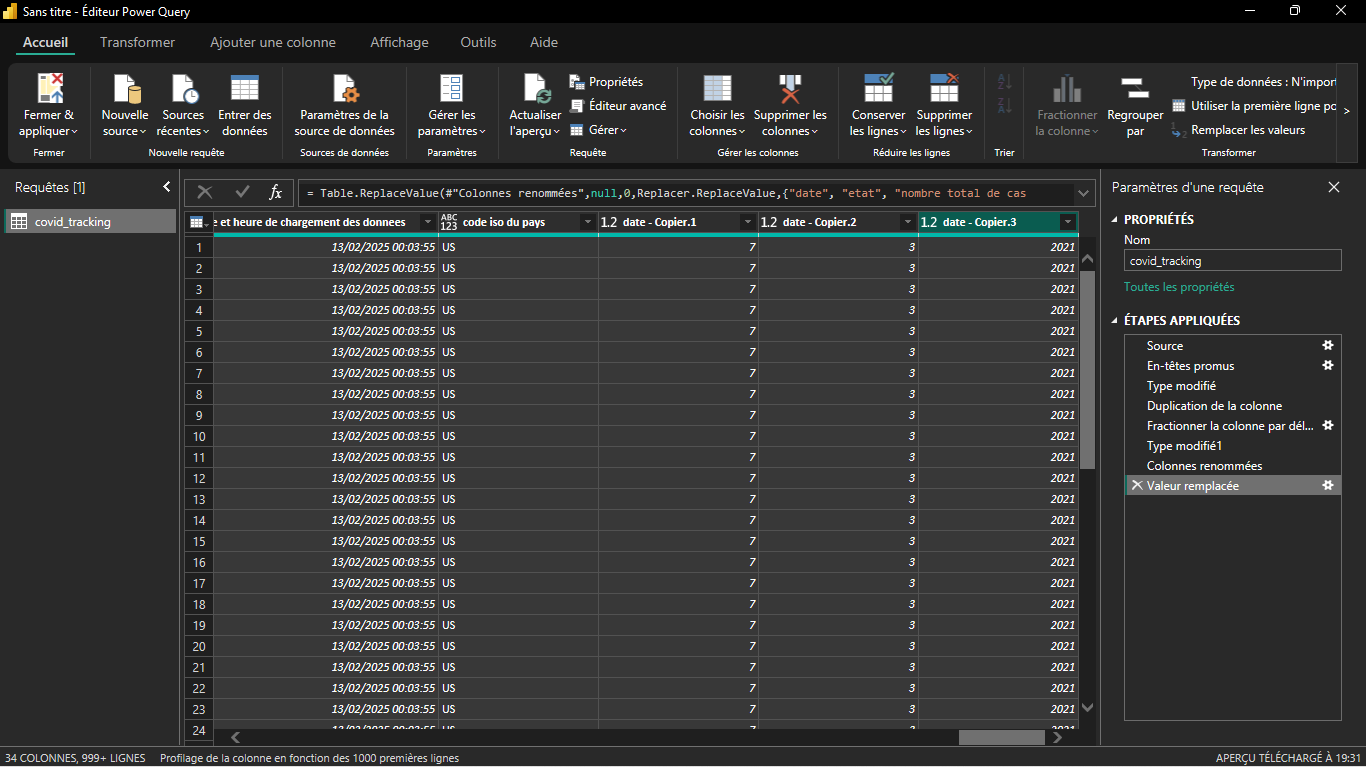 Sans titre - Éditeur Power Query
Accueil Transformer Ajouter une colonne Affichage Outils Aide
Fermer & appliquer
Fermer
Nouvelle source
Sources récentes
Entrer des données
Nouvelle requête
Paramètres de la source de données
Sources de données
Gérer les paramètres
Paramètres
Actualiser l'aperçu
Propriétés
Éditeur avancé
Gérer
Requête
Choisir les colonnes
Supprimer les colonnes
Gérer les colonnes
Conserver les lignes
Supprimer les lignes
Réduire les lignes
Trier
Fractionner la colonne
Regrouper par
Type de données : N'impor
Utiliser la première ligne po
Remplacer les valeurs
Transformer
Requêtes [1]
covid_tracking
fx
= Table.ReplaceValue(#"Colonnes renommées",null,0,Replacer.ReplaceValue,{"date", "etat", "nombre total de cas
e et heure de chargement des donnees ABC 123 code iso du pays 1.2 date - Copier.1 1.2 date - Copier.2 1.2 date - Copier.3
1 13/02/2025 00:03:55 US 7 3 2021
2 13/02/2025 00:03:55 US 7 3 2021
3 13/02/2025 00:03:55 US 7 3 2021
4 13/02/2025 00:03:55 US 7 3 2021
5 13/02/2025 00:03:55 US 7 3 2021
6 13/02/2025 00:03:55 US 7 3 2021
7 13/02/2025 00:03:55 US 7 3 2021
8 13/02/2025 00:03:55 US 7 3 2021
9 13/02/2025 00:03:55 US 7 3 2021
10 13/02/2025 00:03:55 US 7 3 2021
11 13/02/2025 00:03:55 US 7 3 2021
12 13/02/2025 00:03:55 US 7 3 2021
13 13/02/2025 00:03:55 US 7 3 2021
14 13/02/2025 00:03:55 US 7 3 2021
15 13/02/2025 00:03:55 US 7 3 2021
16 13/02/2025 00:03:55 US 7 3 2021
17 13/02/2025 00:03:55 US 7 3 2021
18 13/02/2025 00:03:55 US 7 3 2021
19 13/02/2025 00:03:55 US 7 3 2021
20 13/02/2025 00:03:55 US 7 3 2021
21 13/02/2025 00:03:55 US 7 3 2021
22 13/02/2025 00:03:55 US 7 3 2021
23 13/02/2025 00:03:55 US 7 3 2021
24
Paramètres d'une requête
PROPRIÉTÉS
Nom
covid_tracking
Toutes les propriétés
ÉTAPES APPLIQUÉES
Source
En-têtes promus
Type modifié
Duplication de la colonne
Fractionner la colonne par dél...
Type modifié1
Colonnes renommées
Valeur remplacée
34 COLONNES, 999+ LIGNES Profilage de la colonne en fonction des 1000 premières lignes
APERÇU TÉLÉCHARGÉ À 19:31